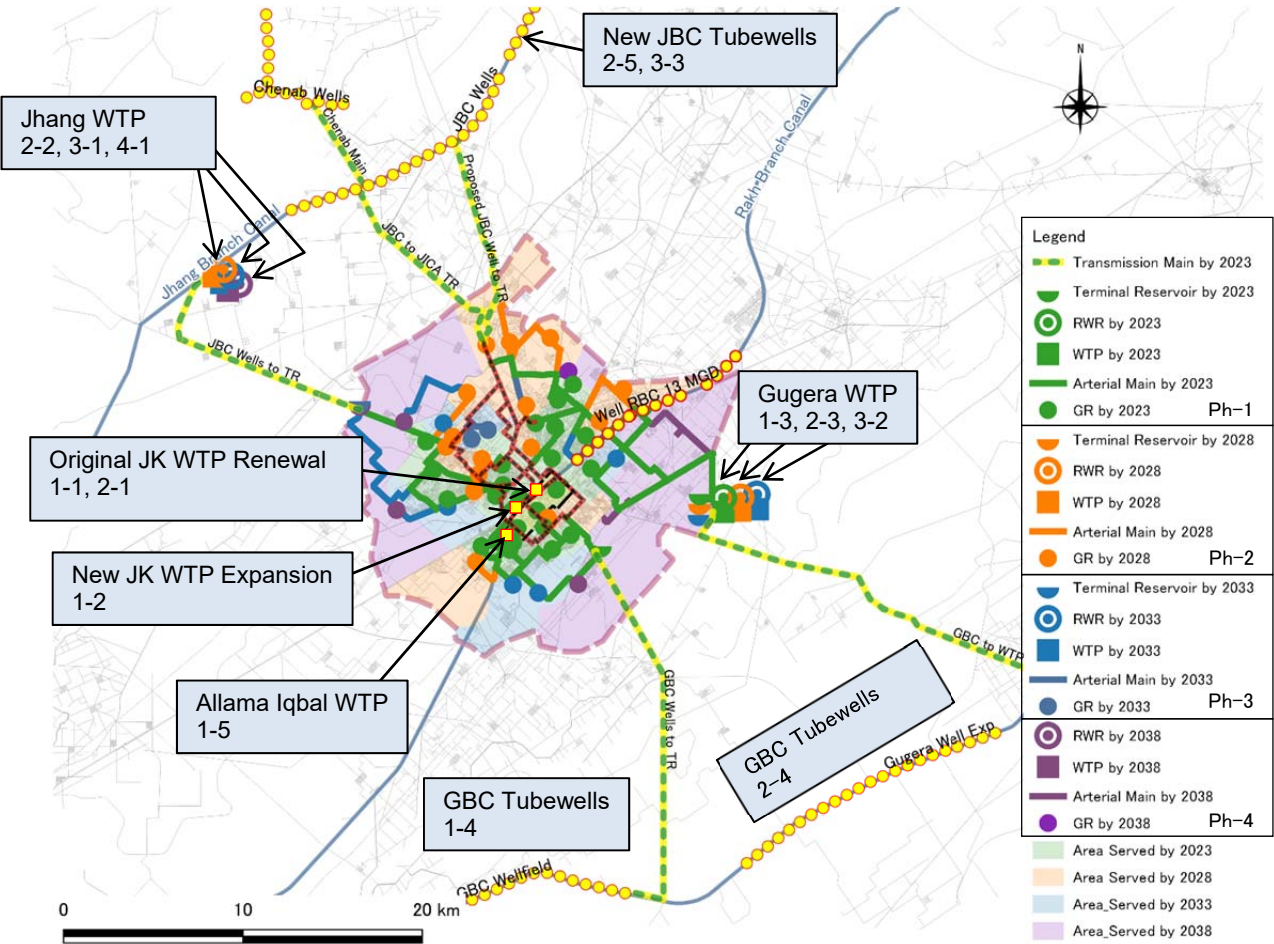 New JBC Tubewells
2-5, 3-3
N
Chenab Wells
JBC Wells
Jhang WTP
2-2, 3-1, 4-1
Chenab Main
Rakh Branch Canal
Proposed JBC Well to TR
Jhang Branch Canal
JBC to JICA TR
JBC Wells to TR
Well RBC 13 MGD
Gugera WTP
1-3, 2-3, 3-2
Original JK WTP Renewal
1-1, 2-1
New JK WTP Expansion
1-2
Allama Iqbal WTP
1-5
GBC to WTP
GBC Wells to TR
GBC Tubewells
2-4
Gugera Well Exp
GBC Tubewells
1-4
GBC Wellfield
0 10 20 km
Legend
Transmission Main by 2023
Terminal Reservoir by 2023
RWR by 2023
WTP by 2023
Arterial Main by 2023
GR by 2023 Ph-1
Terminal Reservoir by 2028
RWR by 2028
WTP by 2028
Arterial Main by 2028
GR by 2028 Ph-2
Terminal Reservoir by 2033
RWR by 2033
WTP by 2033
Arterial Main by 2033
GR by 2033 Ph-3
RWR by 2038
WTP by 2038
Arterial Main by 2038
GR by 2038 Ph-4
Area Served by 2023
Area Served by 2028
Area_Served by 2033
Area_Served by 2038